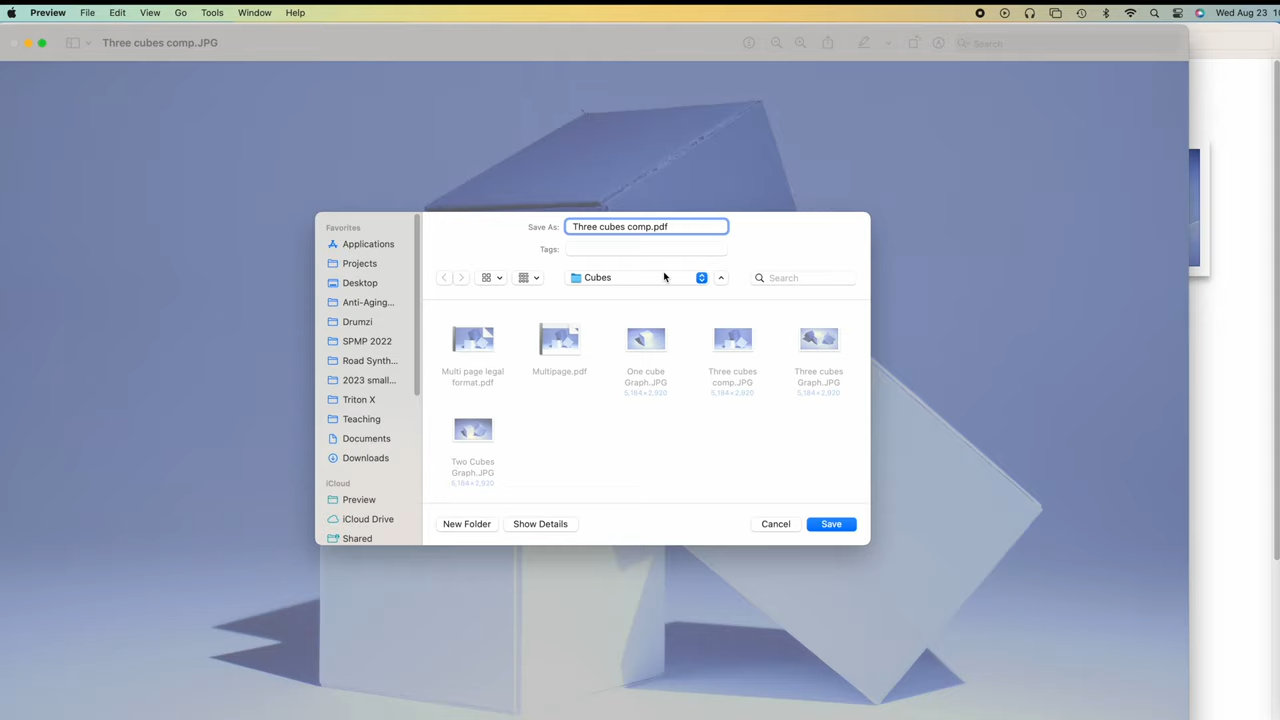 Preview File Edit View Go Tools Window Help Wed Aug 23
Three cubes comp.JPG Search
Favorites
Applications
Projects
Desktop
Anti-Aging...
Drumzi
SPMP 2022
Road Synth...
2023 small...
Triton X
Teaching
Documents
Downloads
iCloud
Preview
iCloud Drive
Shared
Save As: Three cubes comp.pdf
Tags:
Cubes
Search
Multi page legal
format.pdf
Multipage.pdf
One cube
Graph.JPG
5,184×2,920
Three cubes
comp.JPG
5,184×2,920
Three cubes
Graph.JPG
5,184×2,920
Two Cubes
Graph.JPG
5,184×2,920
New Folder Show Details Cancel Save